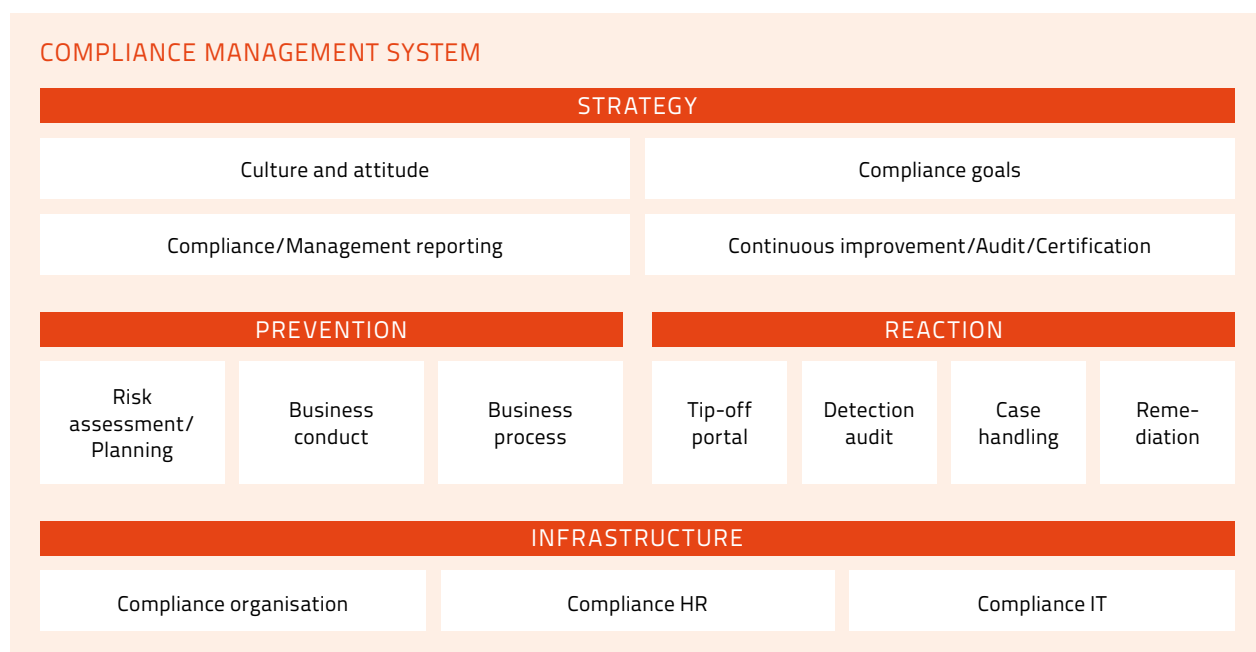 COMPLIANCE MANAGEMENT SYSTEM
STRATEGY
Culture and attitude
Compliance goals
Compliance/Management reporting
Continuous improvement/Audit/Certification
PREVENTION
Risk
assessment/
Planning
Business
conduct
Business
process
REACTION
Tip-off
portal
Detection
audit
Case
handling
Reme-
diation
INFRASTRUCTURE
Compliance organisation
Compliance HR
Compliance IT